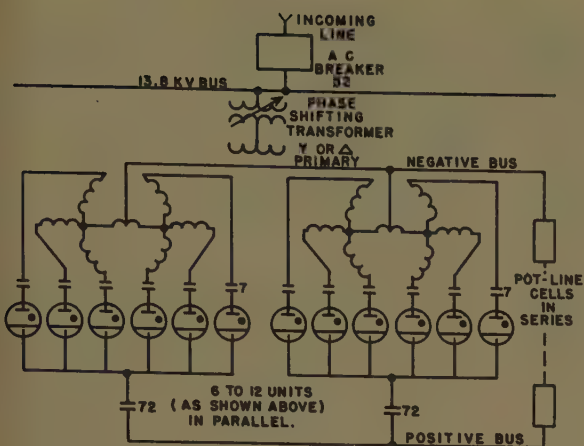 INCOMING
LINE
A C
BREAKER
52
13.8 KV BUS
PHASE
SHIFTING
TRANSFORMER
Y OR Δ
PRIMARY
NEGATIVE BUS
7
7
POT-LINE
CELLS
IN
SERIES
72
6 TO 12 UNITS
(AS SHOWN ABOVE)
IN PARALLEL.
72
POSITIVE BUS